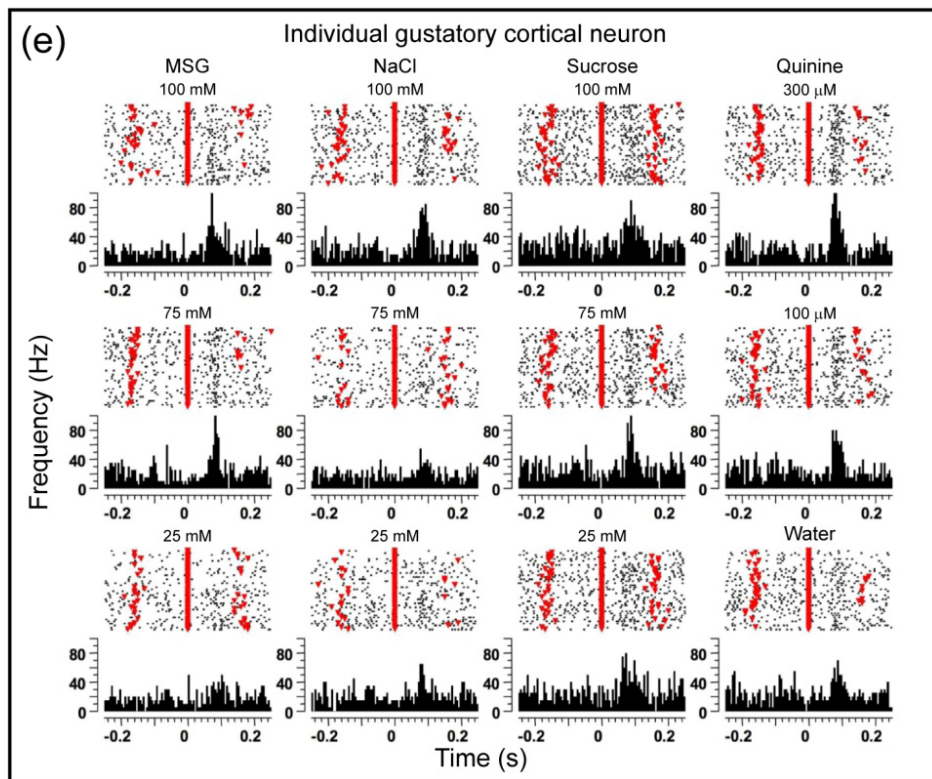 (e)
Individual gustatory cortical neuron
MSG NaCl Sucrose Quinine
100 mM 100 mM 100 mM 300 μM
80 80 80 80
40 40 40 40
0 0 0 0
-0.2 0 0.2 -0.2 0 0.2 -0.2 0 0.2 -0.2 0 0.2
75 mM 75 mM 75 mM 100 μM
Frequency (Hz)
80 80 80 80
40 40 40 40
0 0 0 0
-0.2 0 0.2 -0.2 0 0.2 -0.2 0 0.2 -0.2 0 0.2
25 mM 25 mM 25 mM Water
80 80 80 80
40 40 40 40
0 0 0 0
-0.2 0 0.2 -0.2 0 0.2 -0.2 0 0.2 -0.2 0 0.2
Time (s)